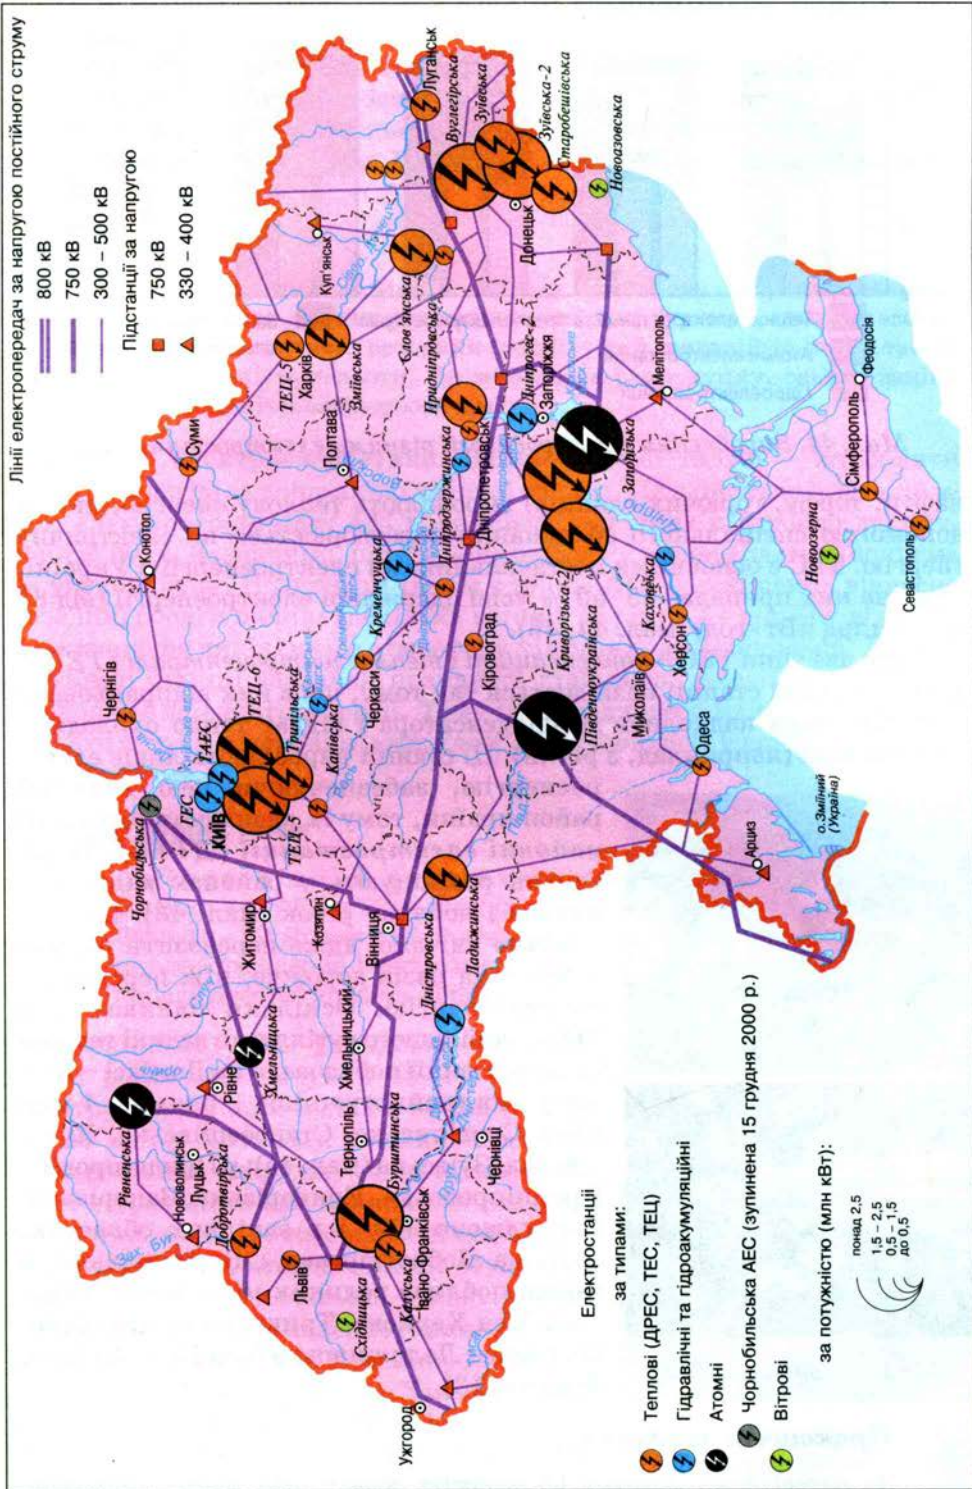 Лінії електропередач за напругою постійного струму
800 кВ
750 кВ
300 – 500 кВ
Підстанції за напругою
750 кВ
330 – 400 кВ
Рівненська
Нововолинськ
Луцьк
Зах. Буг
Добротвірська
Львів
Східницька
Калуська
Івано-Франківськ
Бурштинська
Ужгород
Тиса
Тернопіль
Чернівці
Прут
Дністер
Рівне
Горинь
Случ
Хмельницька
Хмельницький
Дністровська
Житомир
Козятин
Вінниця
Ладижинська
Чорнобильська
ГЕС
ГАЕС
КИЇВ
ТЕЦ-5
ТЕЦ-6
Трипільська
Канівська
Рось
Десна
Чернігів
Конотоп
Суми
Черкаси
Кременчуцька
Кіровоград
Південноукраїнська
Миколаїв
Одеса
Арциз
о.Зміїний
(Україна)
Полтава
Ворскла
ТЕЦ-5
Харків
Зміївська
Куп'янськ
Слов'янська
Придніпровська
Дніпродзержинська
Дніпропетровськ
Дніпрогес-2
Запоріжжя
Запорізька
Криворізька-2
Дніпро
Каховська
Херсон
Мелітополь
Луганськ
Вуглегірська
Зуївська
Зуївська-2
Старобешівська
Донецьк
Новоазовська
Новоозерна
Сімферополь
Феодосія
Севастополь
Електростанції
за типами:
Теплові (ДРЕС, ТЕС, ТЕЦ)
Гідравлічні та гідроакумуляційні
Атомні
Чорнобильська АЕС (зупинена 15 грудня 2000 р.)
Вітрові
за потужністю (млн кВт):
понад 2,5
1,5 – 2,5
0,5 – 1,5
до 0,5